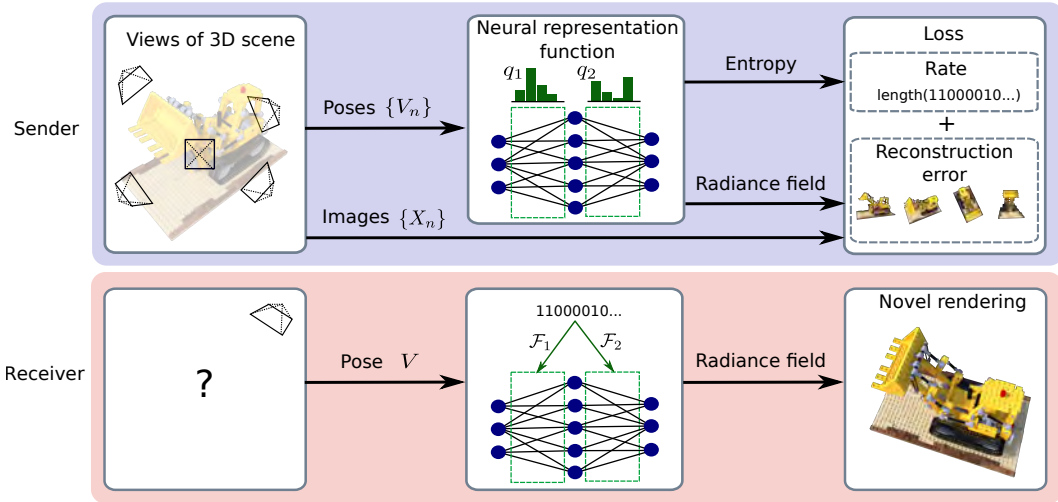 Sender
Views of 3D scene
Poses {V_n}
Images {X_n}
Neural representation
function
q_1 q_2
Entropy
Radiance field
Loss
Rate
length(11000010...)
+
Reconstruction
error
Receiver
?
Pose V
11000010...
F_1 F_2
Radiance field
Novel rendering